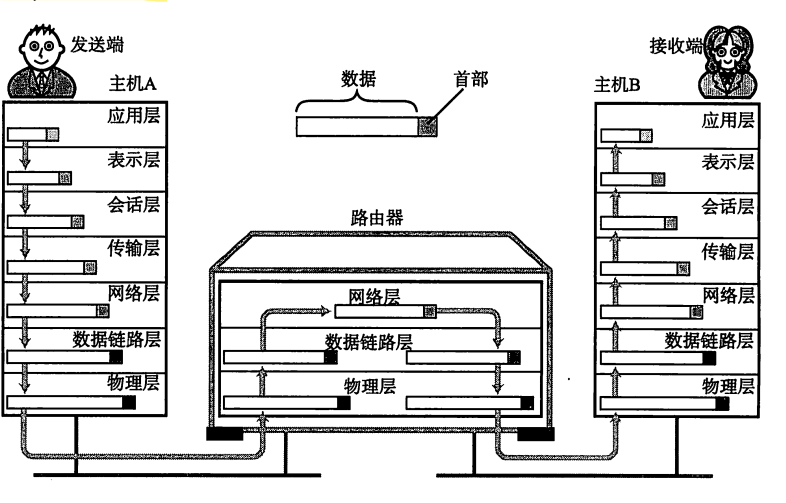 发送端
接收端
主机A
数据
首部
主机B
应用层
表示层
会话层
传输层
网络层
数据链路层
物理层
路由器
网络层
数据链路层
物理层
应用层
表示层
会话层
传输层
网络层
数据链路层
物理层